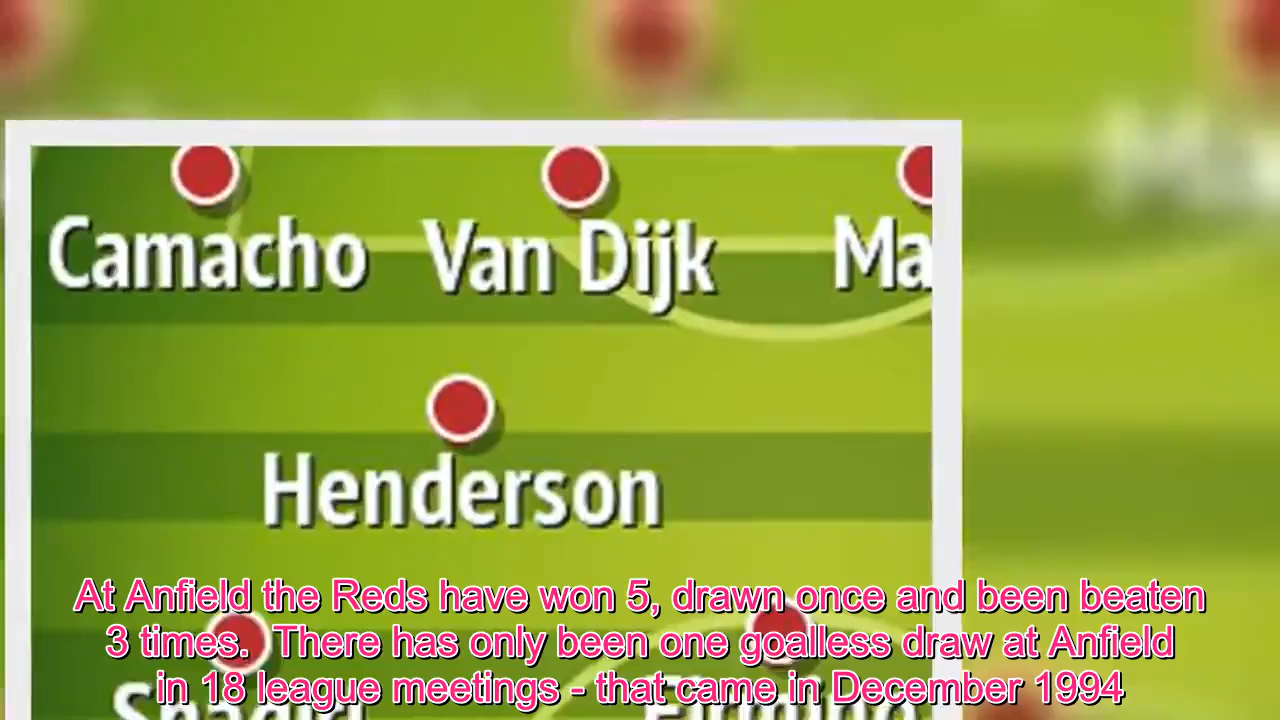 Camacho Van Dijk Ma
Henderson
At Anfield the Reds have won 5, drawn once and been beaten
3 times. There has only been one goalless draw at Anfield
in 18 league meetings - that came in December 1994